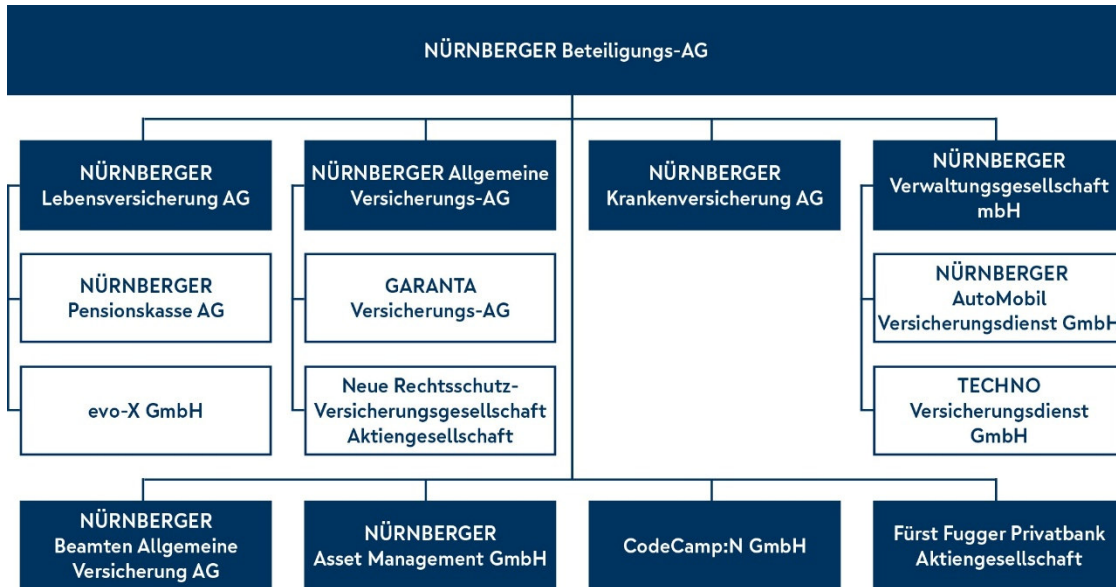 NÜRNBERGER Beteiligungs-AG
NÜRNBERGER
Lebensversicherung AG
NÜRNBERGER Allgemeine
Versicherungs-AG
NÜRNBERGER
Krankenversicherung AG
NÜRNBERGER
Verwaltungsgesellschaft
mbH
NÜRNBERGER
Pensionskasse AG
GARANTA
Versicherungs-AG
NÜRNBERGER
AutoMobil
Versicherungsdienst GmbH
evo-X GmbH
Neue Rechtsschutz-
Versicherungsgesellschaft
Aktiengesellschaft
TECHNO
Versicherungsdienst
GmbH
NÜRNBERGER
Beamten Allgemeine
Versicherung AG
NÜRNBERGER
Asset Management GmbH
CodeCamp:N GmbH
Fürst Fugger Privatbank
Aktiengesellschaft